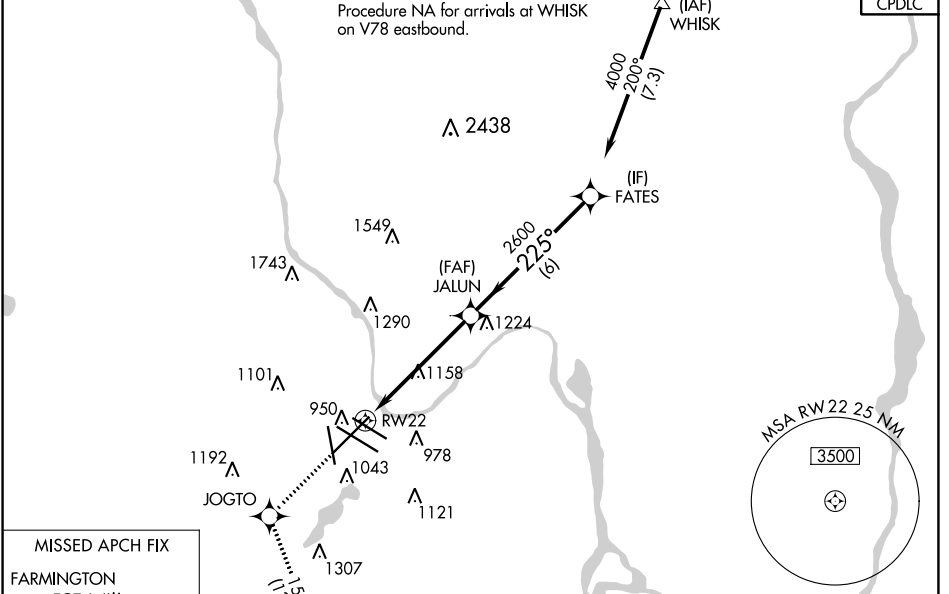 Procedure NA for arrivals at WHISK
on V78 eastbound.
(IAF)
WHISK
CPDLC
4000
200°
(7.3)
2438
(IF)
FATES
1549
2600
225°
(6)
1743
(FAF)
JALUN
1290
1224
1158
1101
950
RW22
978
1192
1043
JOGTO
1121
1307
MSA RW22 25 NM
3500
MISSED APCH FIX
FARMINGTON